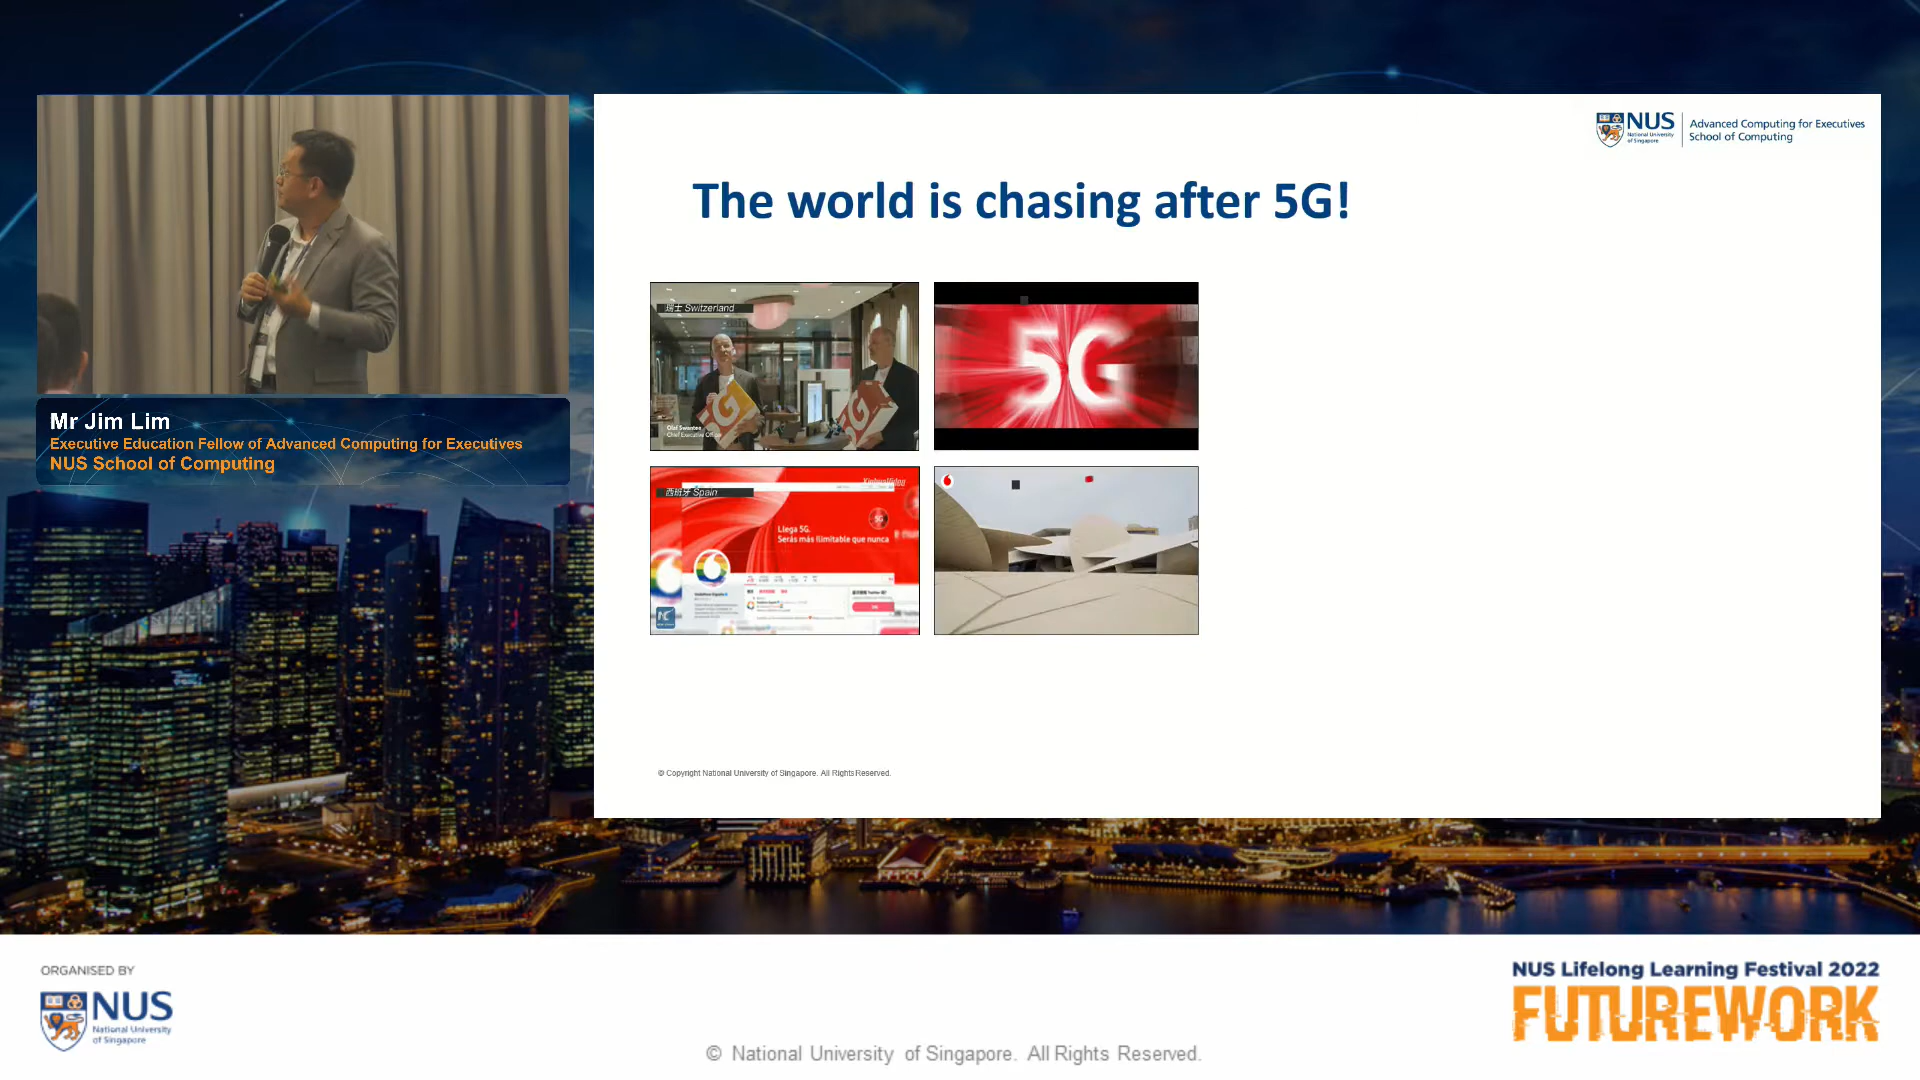 NUS
National University
of Singapore
Advanced Computing for Executives
School of Computing
The world is chasing after 5G!
瑞士 Switzerland
5G
5G
Olaf Swantee
Chief Executive Officer
5G
西班牙 Spain
XinhuaVideo
5G
Llega 5G.
Serás más ilimitable que nunca
© Copyright National University of Singapore. All Rights Reserved.
Mr Jim Lim
Executive Education Fellow of Advanced Computing for Executives
NUS School of Computing
ORGANISED BY
NUS
National University
of Singapore
© National University of Singapore. All Rights Reserved.
NUS Lifelong Learning Festival 2022
FUTUREWORK